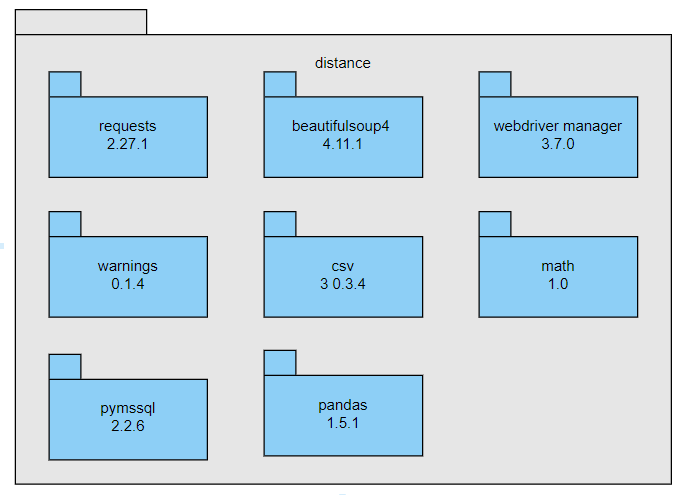 distance
requests
2.27.1
beautifulsoup4
4.11.1
webdriver manager
3.7.0
warnings
0.1.4
csv
3 0.3.4
math
1.0
pymssql
2.2.6
pandas
1.5.1